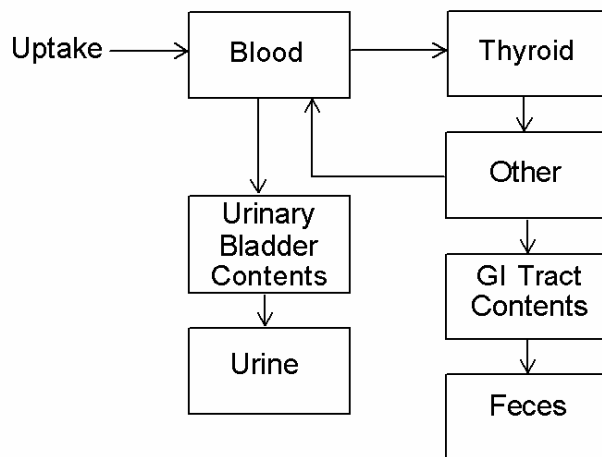 Uptake
Blood
Thyroid
Other
Urinary
Bladder
Contents
GI Tract
Contents
Urine
Feces